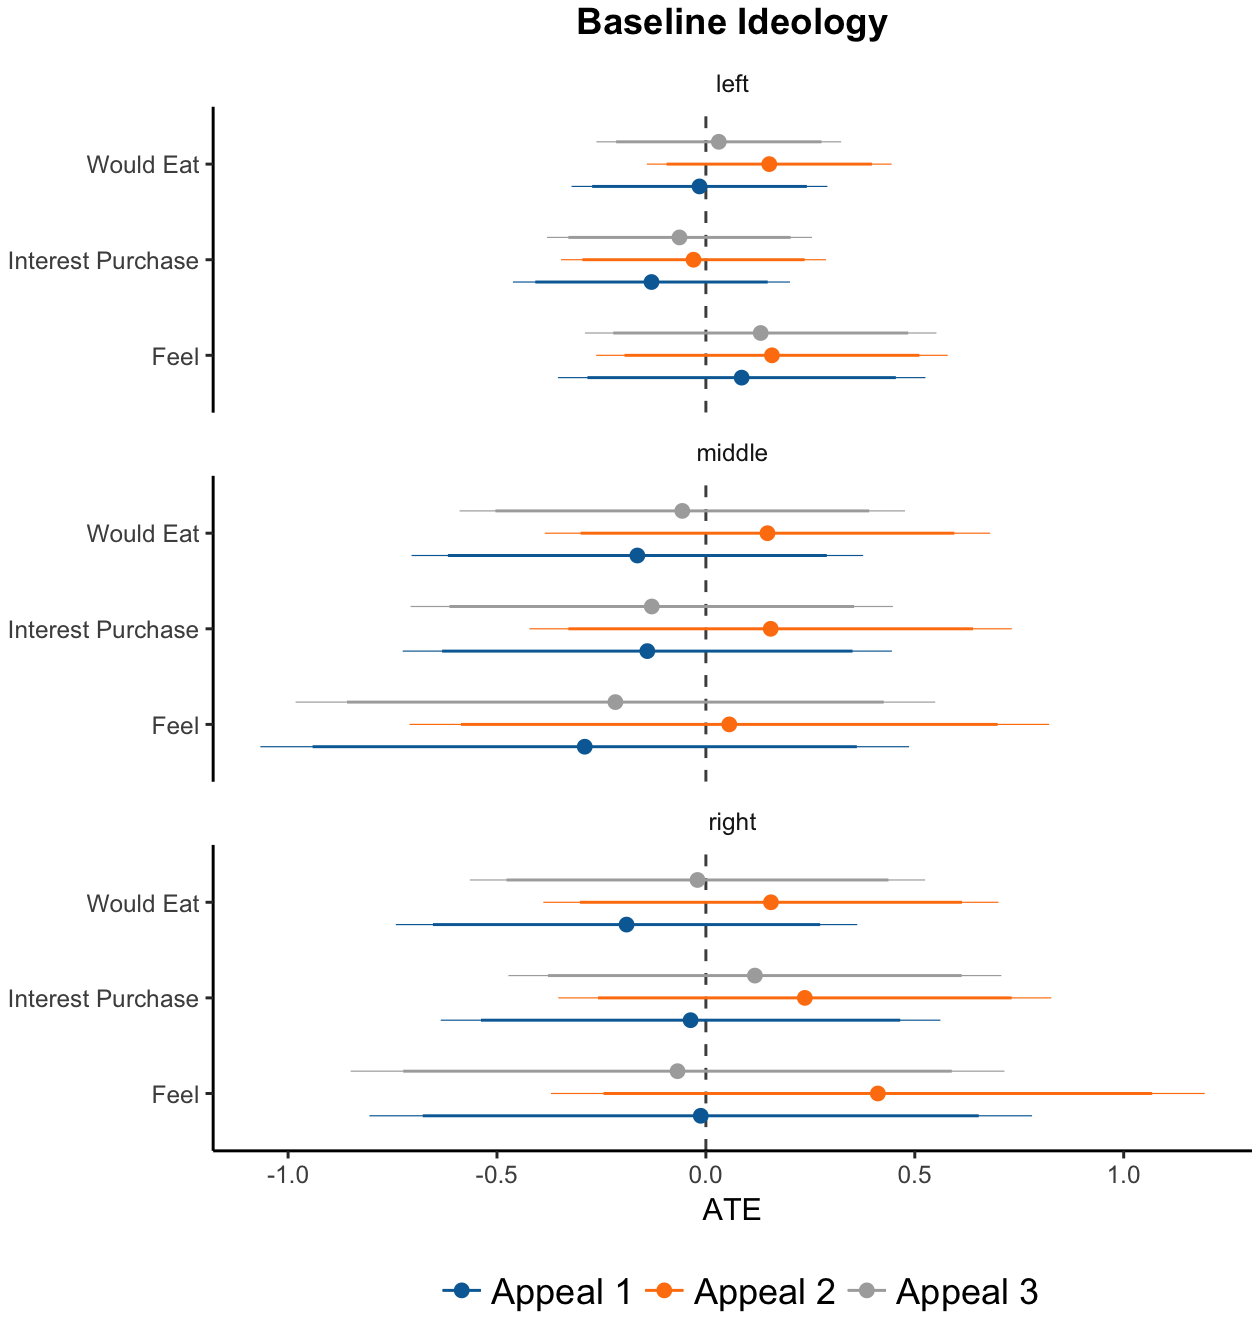 Baseline Ideology
left
Would Eat
Interest Purchase
Feel
middle
Would Eat
Interest Purchase
Feel
right
Would Eat
Interest Purchase
Feel
-1.0 -0.5 0.0 0.5 1.0
ATE
Appeal 1 Appeal 2 Appeal 3